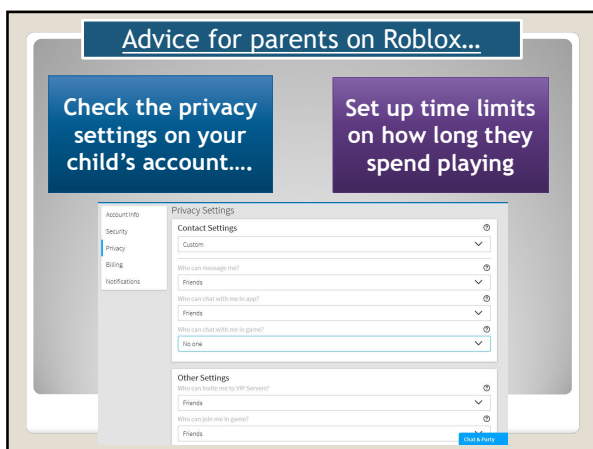 Advice for parents on Roblox…
Check the privacy
settings on your
child’s account….
Set up time limits
on how long they
spend playing
Account Info
Security
Privacy
Billing
Notifications
Privacy Settings
Contact Settings
Custom
Who can message me?
Friends
Who can chat with me in app?
Friends
Who can chat with me in game?
No one
Other Settings
Who can invite me to VIP Servers?
Friends
Who can join me in game?
Friends
Chat & Party